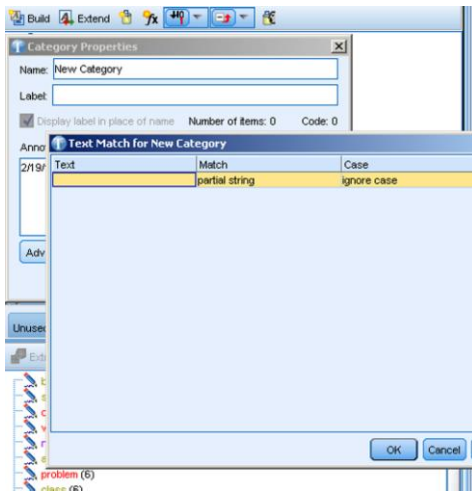 Build Extend
Category Properties
Name: New Category
Label:
Display label in place of name Number of items: 0 Code: 0
Anno
Text Match for New Category
2/19/
Text Match Case
partial string ignore case
Adv
Unused
Ext
OK Cancel
problem (6)
class (6)